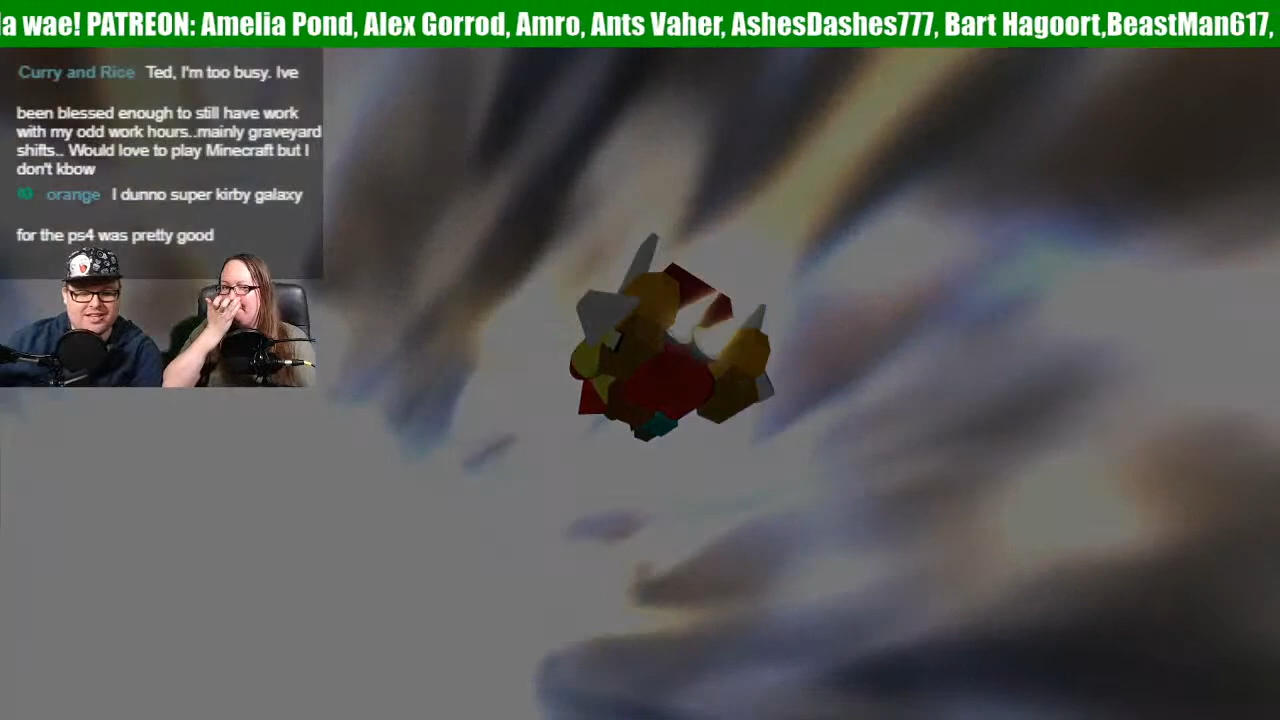 la wae! PATREON: Amelia Pond, Alex Gorrod, Amro, Ants Vaher, AshesDashes777, Bart Hagoort,BeastMan617,
Curry and Rice Ted, I'm too busy. Ive
been blessed enough to still have work
with my odd work hours..mainly graveyard
shifts.. Would love to play Minecraft but I
don't kbow
orange I dunno super kirby galaxy
for the ps4 was pretty good